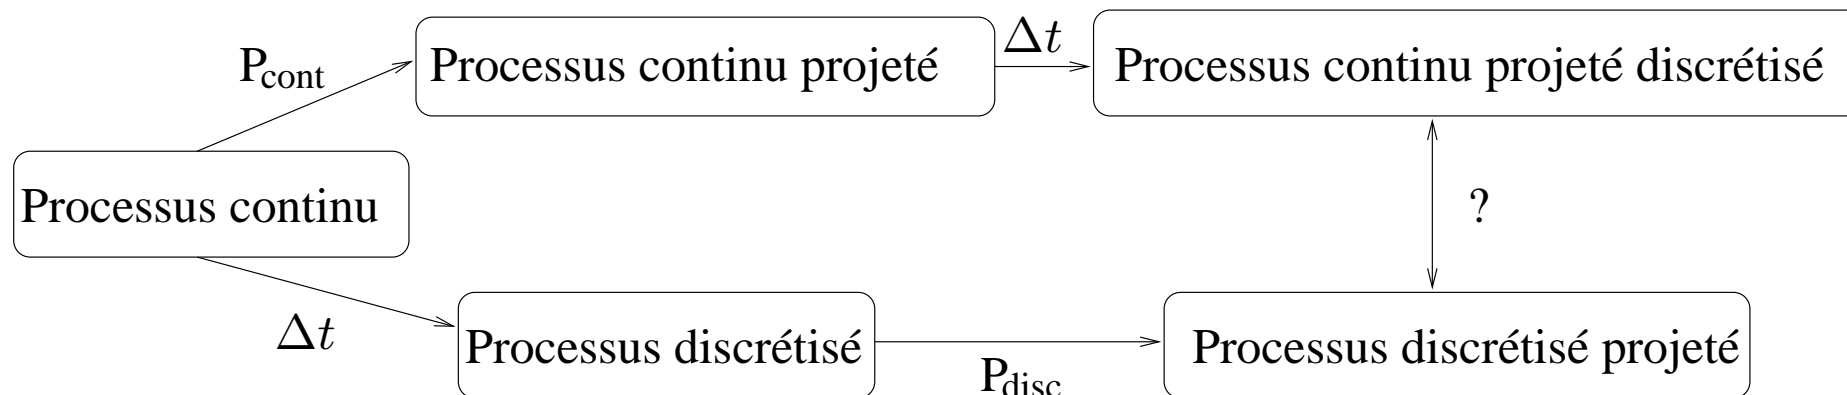 P_cont
Processus continu projeté
Δt
Processus continu projeté discrétisé
Processus continu
?
Δt
Processus discrétisé
P_disc
Processus discrétisé projeté